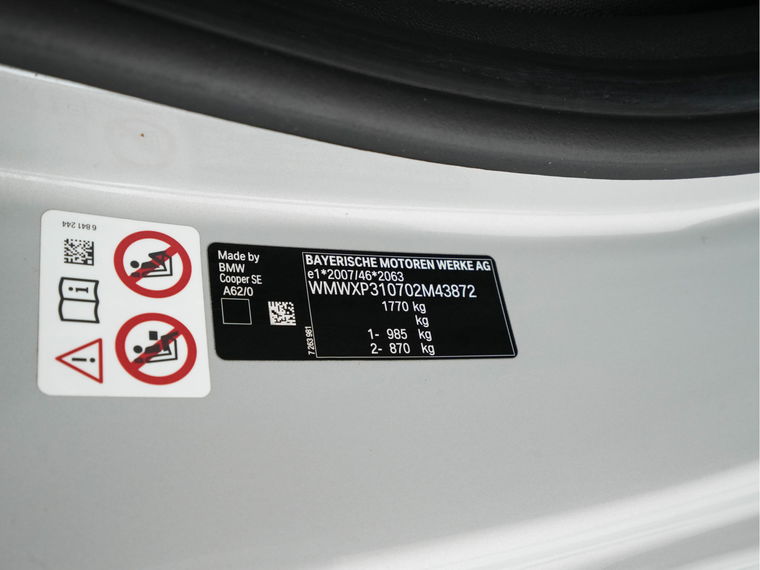 6 841 244
Made by
BMW
Cooper SE
A62/0
7 263 981
BAYERISCHE MOTOREN WERKE AG
e1*2007/46*2063
WMWXP310702M43872
1770 kg
kg
1- 985 kg
2- 870 kg